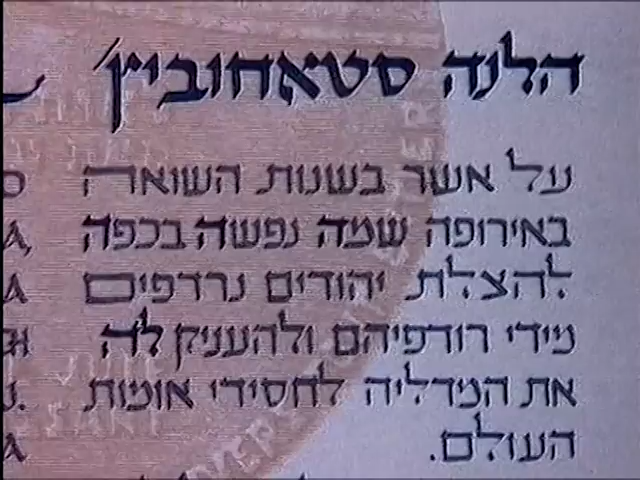 הלנה סטאחוביץ'
על אשר בשנות השואה
באירופה שמה נפשה בכפה
להצלת יהודים נרדפים
מידי רודפיהם ולהעניק לה
את המדליה לחסידי אומות
העולם.